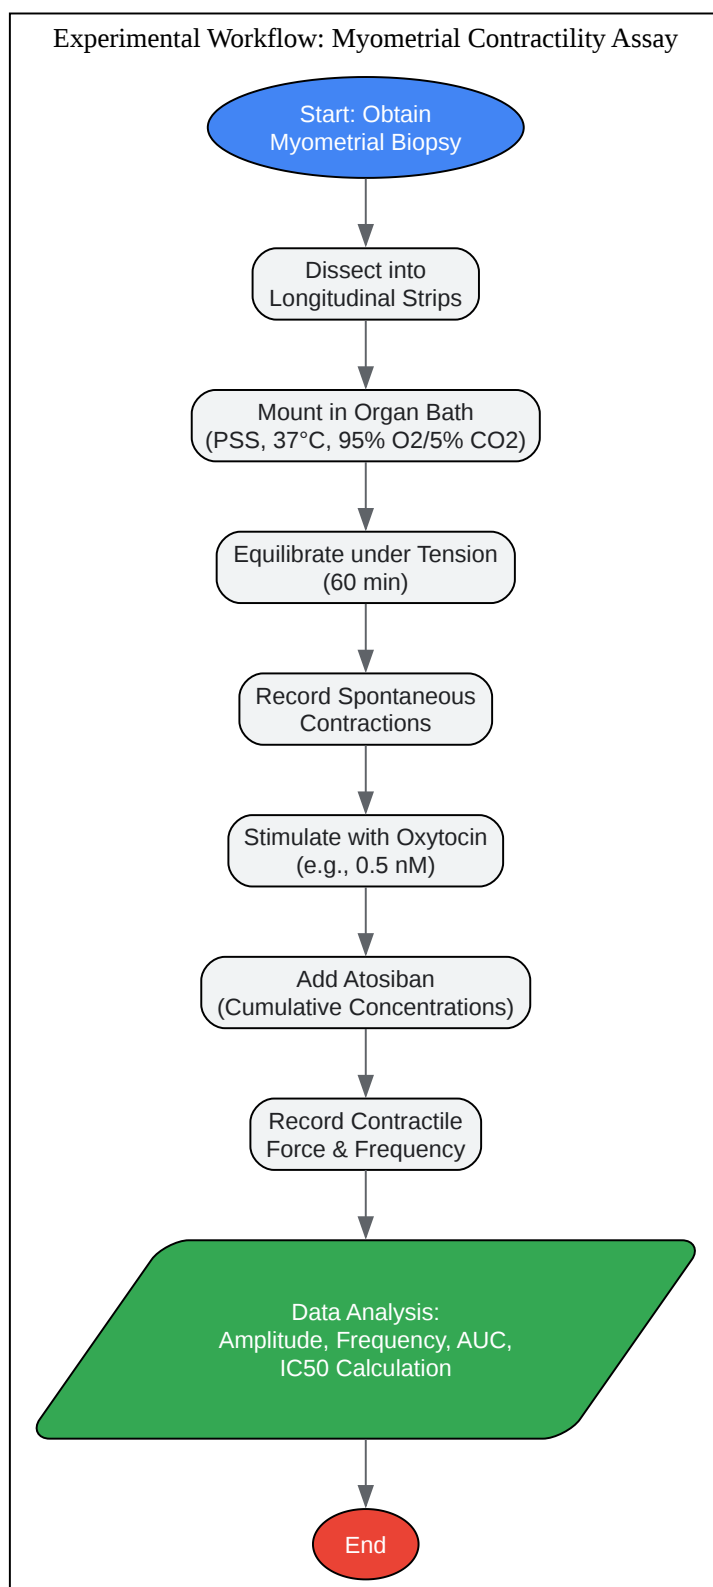 Experimental Workflow: Myometrial Contractility Assay
Start: Obtain
Myometrial Biopsy
Dissect into
Longitudinal Strips
Mount in Organ Bath
(PSS, 37°C, 95% O2/5% CO2)
Equilibrate under Tension
(60 min)
Record Spontaneous
Contractions
Stimulate with Oxytocin
(e.g., 0.5 nM)
Add Atosiban
(Cumulative Concentrations)
Record Contractile
Force & Frequency
Data Analysis:
Amplitude, Frequency, AUC,
IC50 Calculation
End